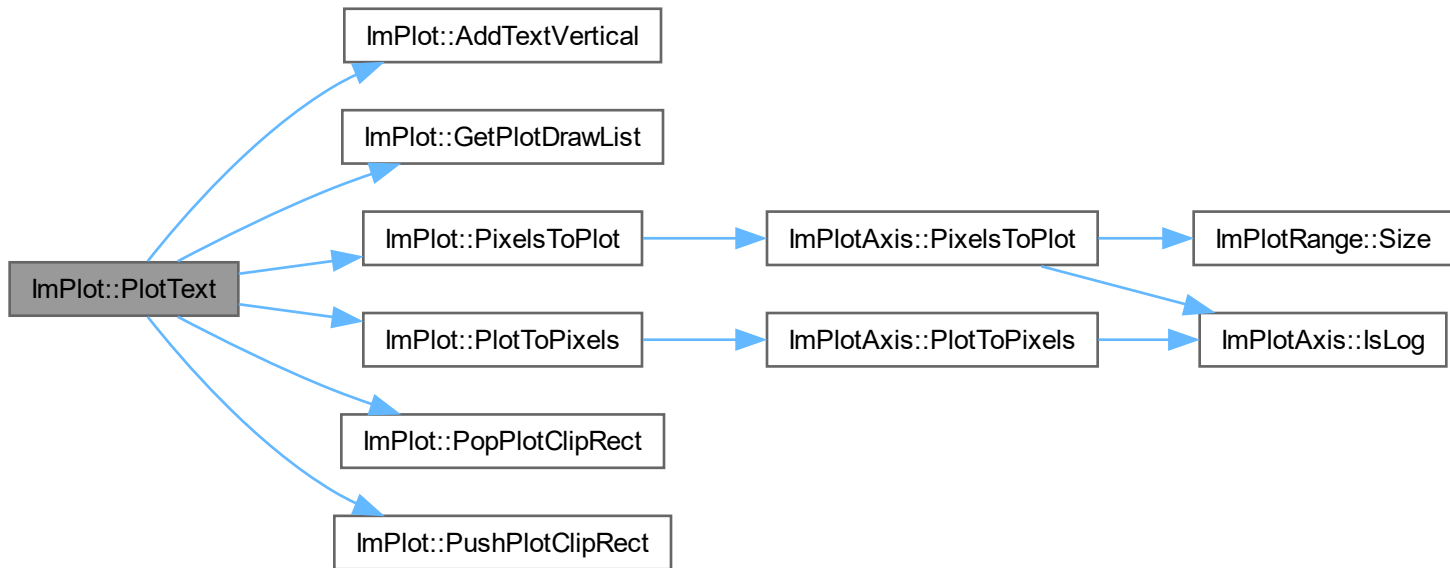 ImPlot::AddTextVertical
ImPlot::GetPlotDrawList
ImPlot::PixelsToPlot
ImPlotAxis::PixelsToPlot
ImPlotRange::Size
ImPlot::PlotText
ImPlot::PlotToPixels
ImPlotAxis::PlotToPixels
ImPlotAxis::IsLog
ImPlot::PopPlotClipRect
ImPlot::PushPlotClipRect